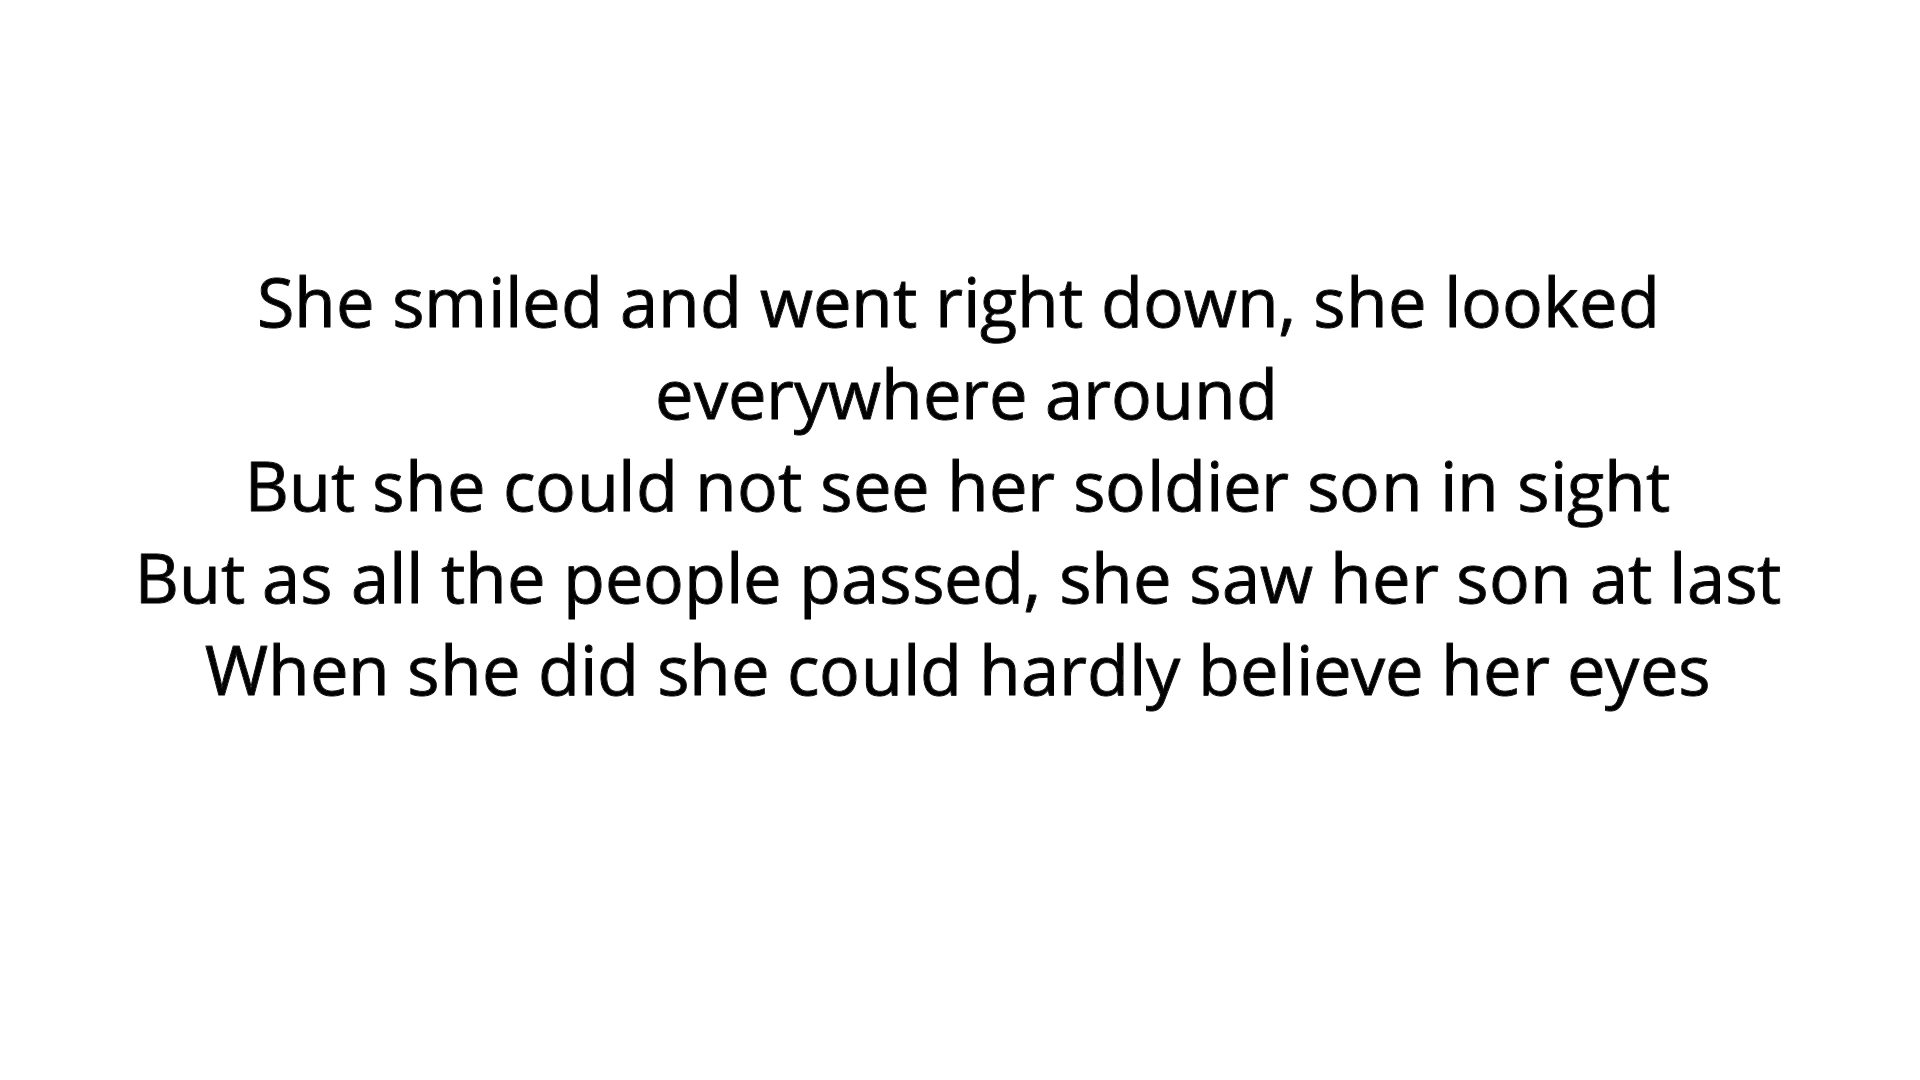 She smiled and went right down, she looked
everywhere around
But she could not see her soldier son in sight
But as all the people passed, she saw her son at last
When she did she could hardly believe her eyes